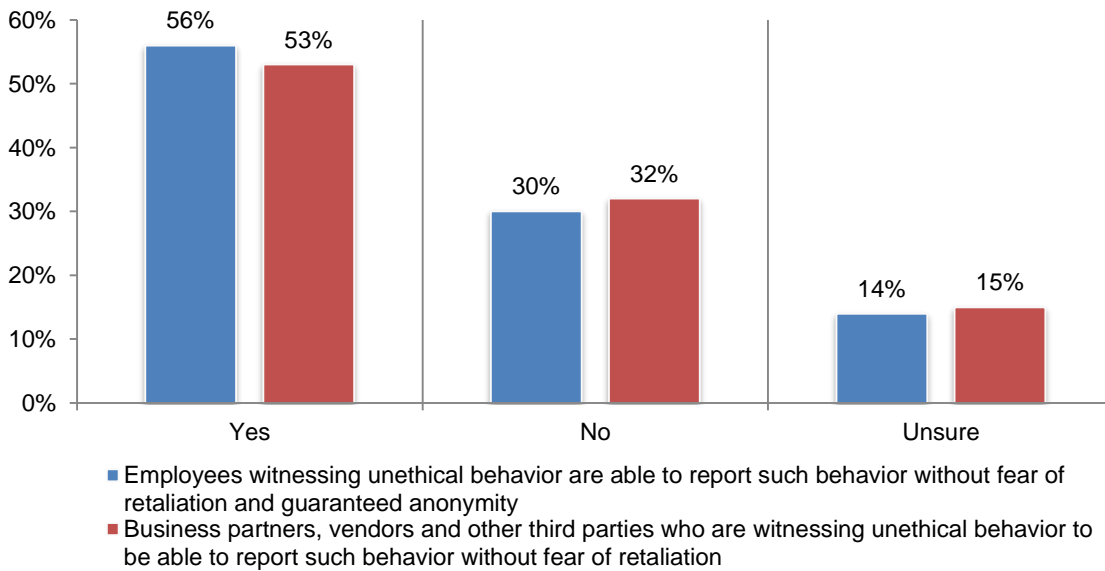 60%
50%
40%
30%
20%
10%
0%
56%
53%
30%
32%
14%
15%
Yes
No
Unsure
Employees witnessing unethical behavior are able to report such behavior without fear of
retaliation and guaranteed anonymity
Business partners, vendors and other third parties who are witnessing unethical behavior to
be able to report such behavior without fear of retaliation